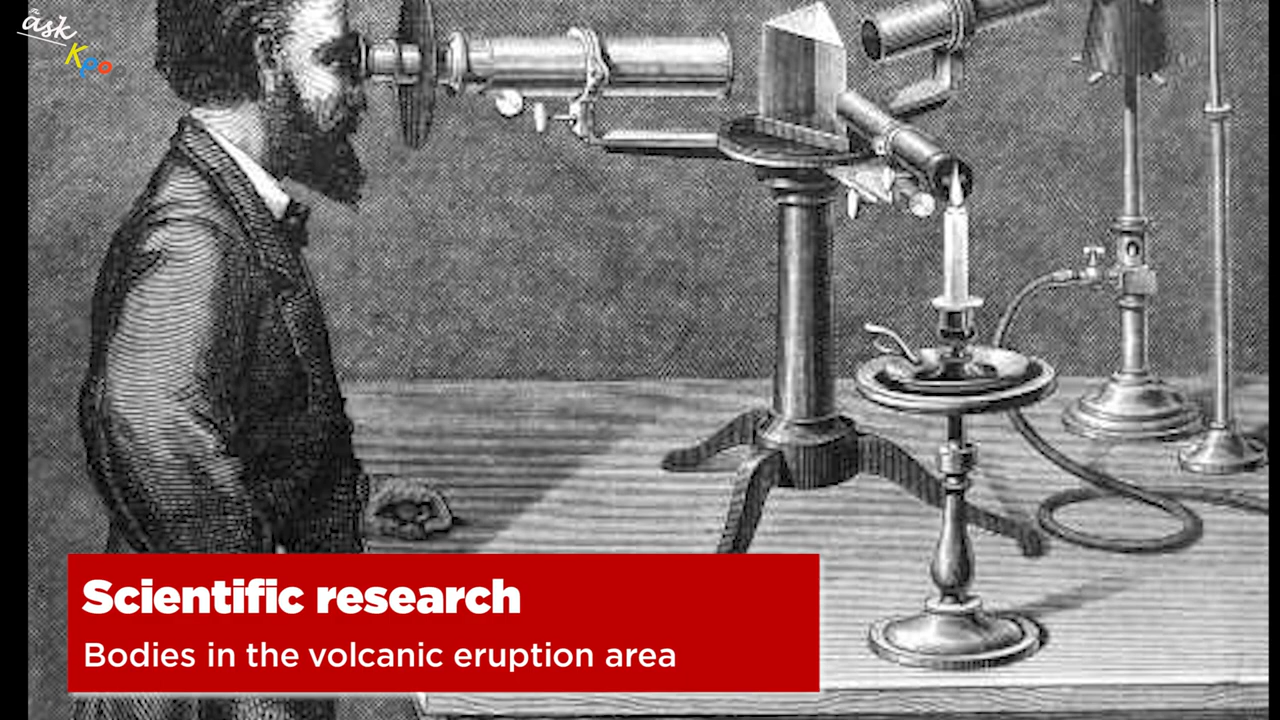 ask
Kpo
Scientific research
Bodies in the volcanic eruption area